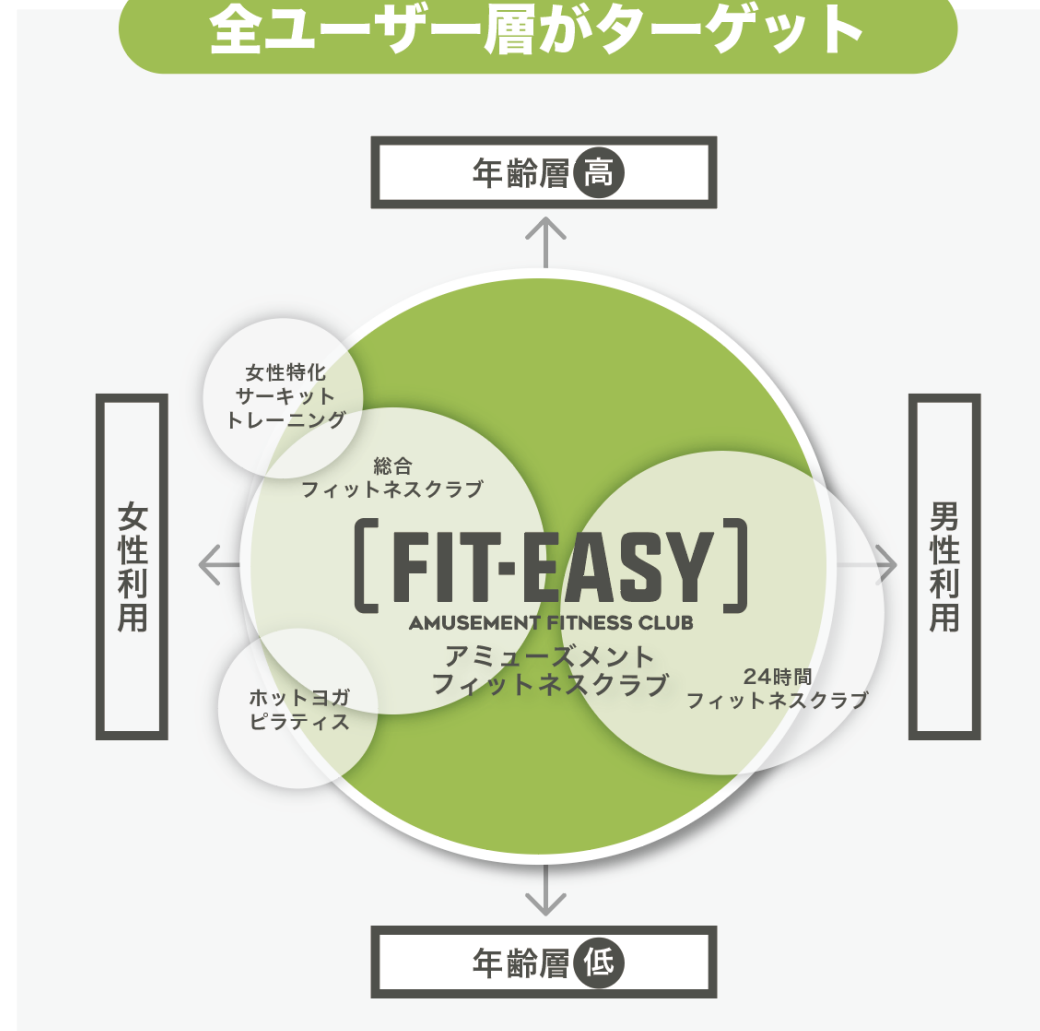 全ユーザー層がターゲット
年齢層高
女性特化
サーキット
トレーニング
総合
フィットネスクラブ
女性利用
男性利用
[FIT-EASY]
AMUSEMENT FITNESS CLUB
アミューズメント
フィットネスクラブ
24時間
フィットネスクラブ
ホットヨガ
ピラティス
年齢層低